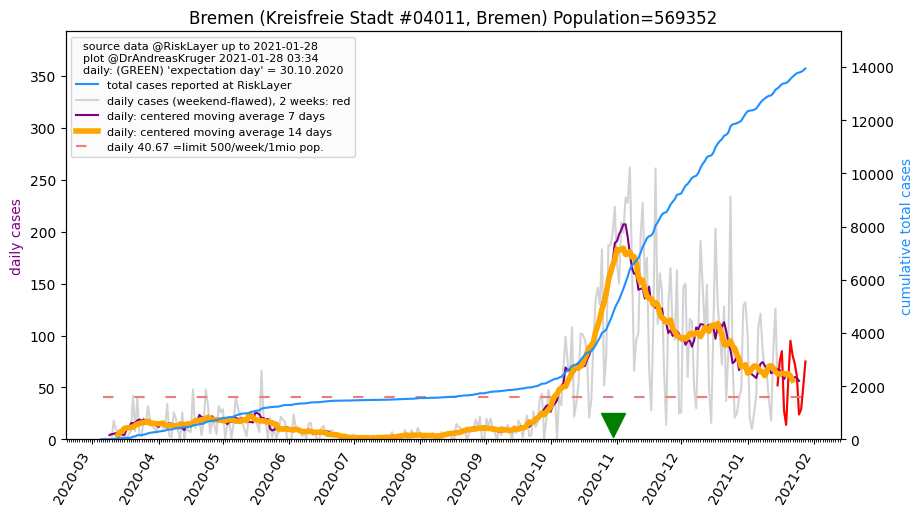 Bremen (Kreisfreie Stadt #04011, Bremen) Population=569352
source data @RiskLayer up to 2021-01-28
plot @DrAndreasKruger 2021-01-28 03:34
daily: (GREEN) 'expectation day' = 30.10.2020
total cases reported at RiskLayer
daily cases (weekend-flawed), 2 weeks: red
daily: centered moving average 7 days
daily: centered moving average 14 days
daily 40.67 =limit 500/week/1mio pop.
daily cases
350
300
250
200
150
100
50
0
cumulative total cases
14000
12000
10000
8000
6000
4000
2000
0
2020-03
2020-04
2020-05
2020-06
2020-07
2020-08
2020-09
2020-10
2020-11
2020-12
2021-01
2021-02